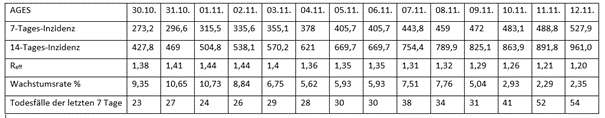 AGES 30.10. 31.10. 01.11. 02.11. 03.11. 04.11. 05.11. 06.11. 07.11. 08.11. 09.11. 10.11. 11.11. 12.11.
7-Tages-Inzidenz 273,2 296,6 315,5 335,6 355,1 378 405,7 405,7 443,8 459 472 483,1 488,8 527,9
14-Tages-Inzidenz 427,8 469 504,8 538,1 570,2 621 669,7 669,7 754,4 789,9 825,1 863,9 891,8 961,0
Reff 1,38 1,41 1,44 1,44 1,4 1,36 1,35 1,35 1,31 1,32 1,29 1,26 1,21 1,20
Wachstumsrate % 9,35 10,65 10,73 8,84 6,75 5,62 5,93 5,93 7,51 7,76 5,04 2,93 2,29 2,35
Todesfälle der letzten 7 Tage 23 27 24 26 29 28 30 30 38 34 31 41 52 54